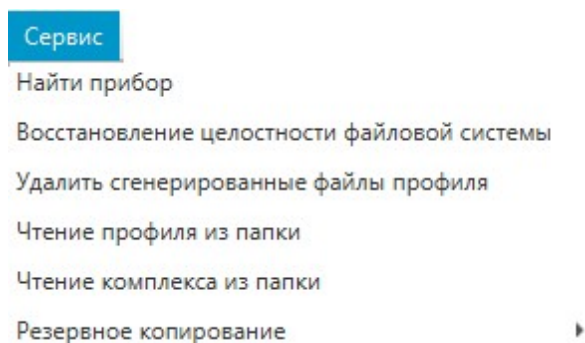 Сервис
Найти прибор
Восстановление целостности файловой системы
Удалить сгенерированные файлы профиля
Чтение профиля из папки
Чтение комплекса из папки
Резервное копирование